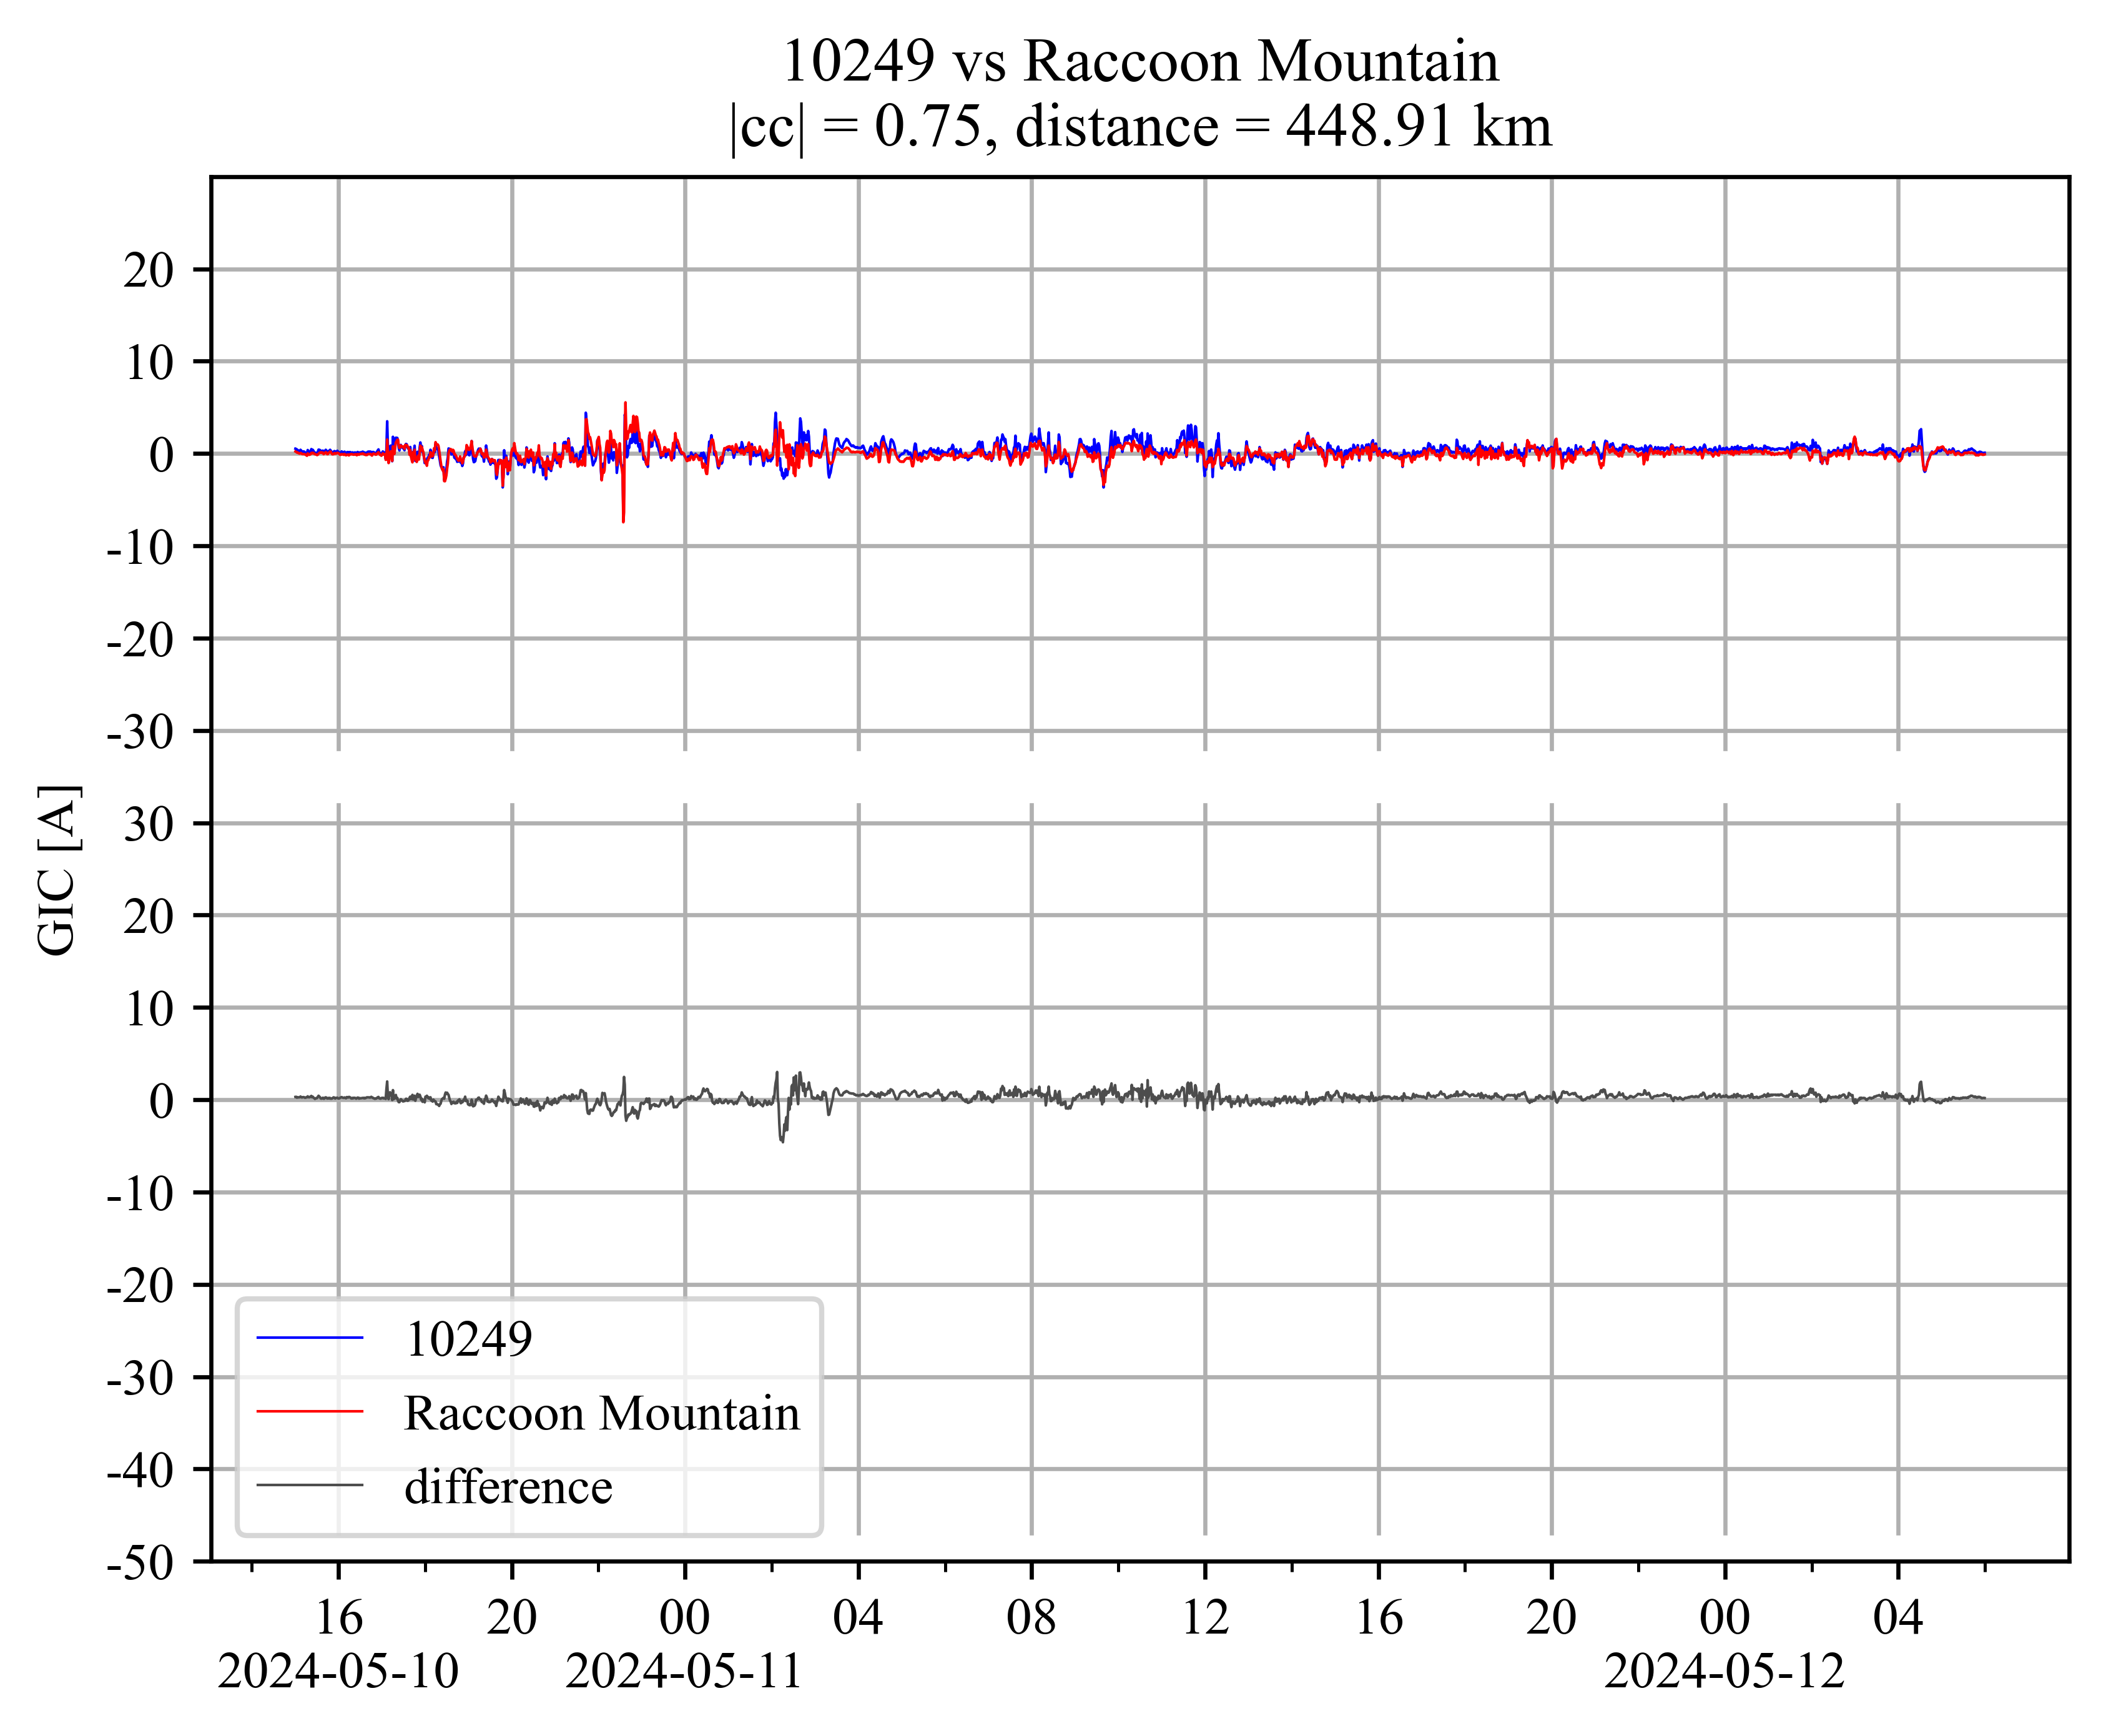 10249 vs Raccoon Mountain
|cc| = 0.75, distance = 448.91 km
20
10
0
-10
-20
-30
30
20
10
0
-10
-20
-30
-40
-50
GIC [A]
10249
Raccoon Mountain
difference
16 20 00 04 08 12 16 20 00 04
2024-05-10 2024-05-11 2024-05-12